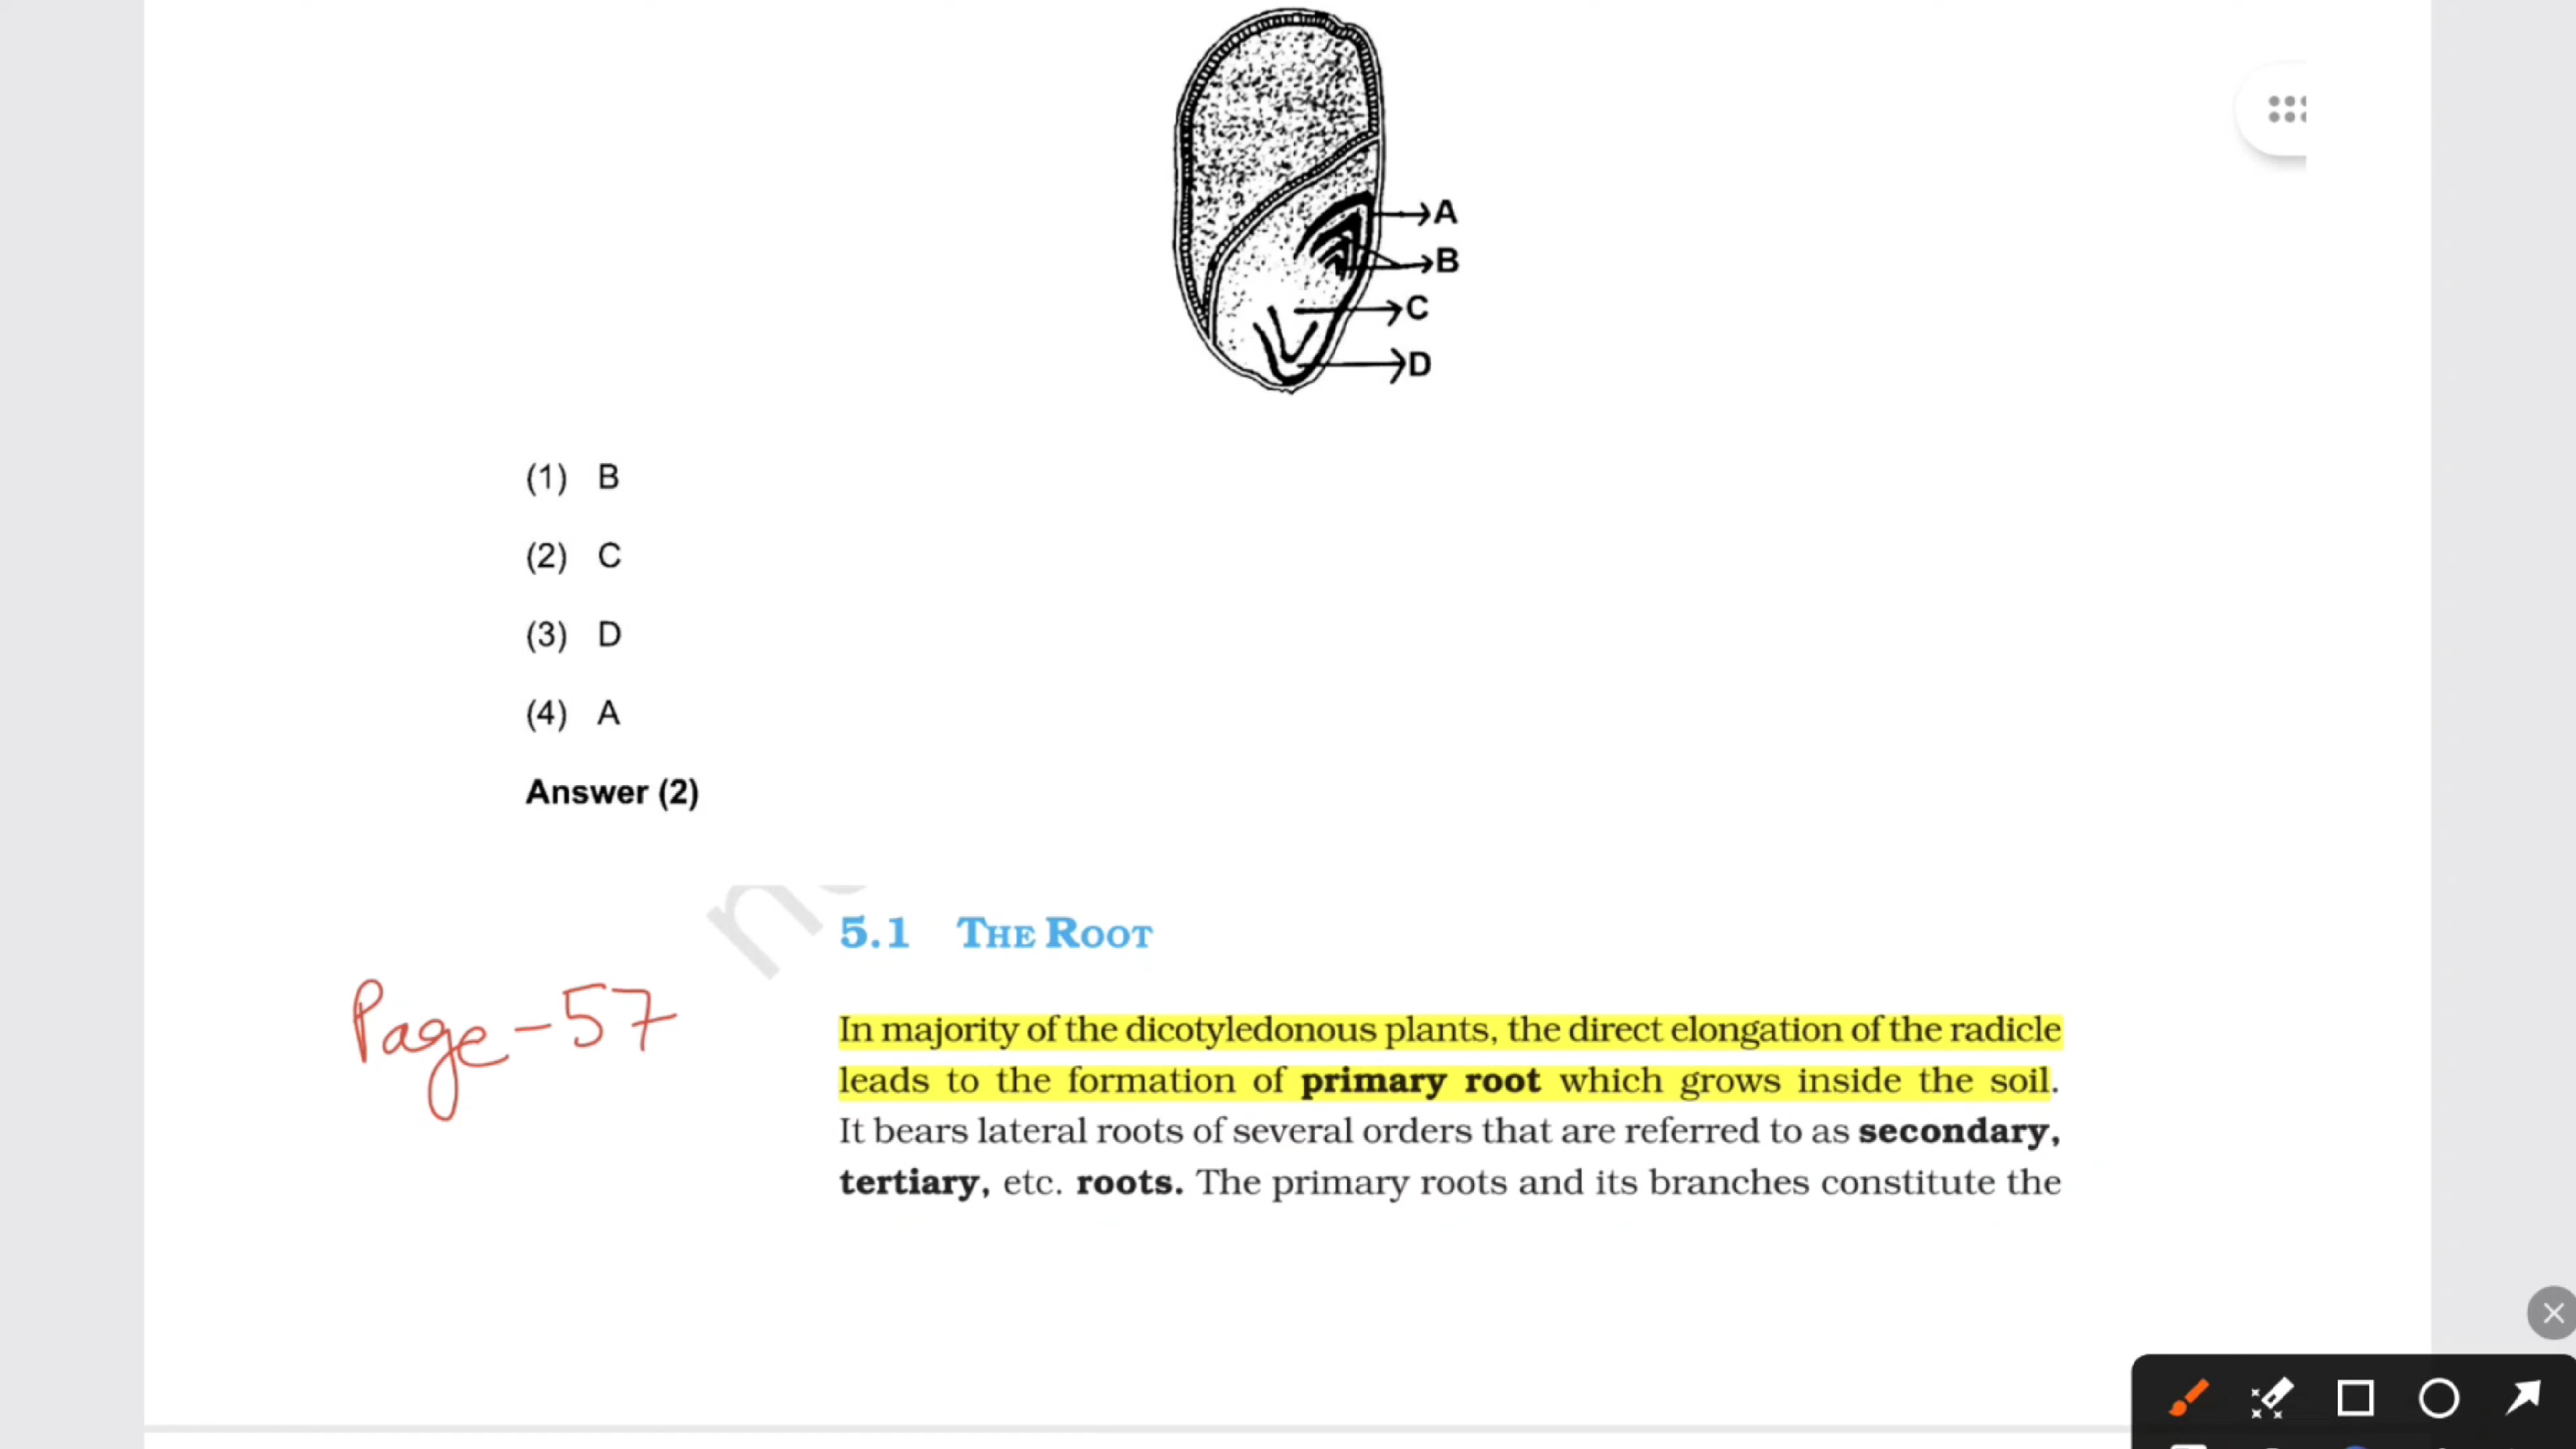 A
B
C
D
(1) B
(2) C
(3) D
(4) A
Answer (2)
5.1 THE ROOT
Page - 57
In majority of the dicotyledonous plants, the direct elongation of the radicle
leads to the formation of primary root which grows inside the soil.
It bears lateral roots of several orders that are referred to as secondary,
tertiary, etc. roots. The primary roots and its branches constitute the